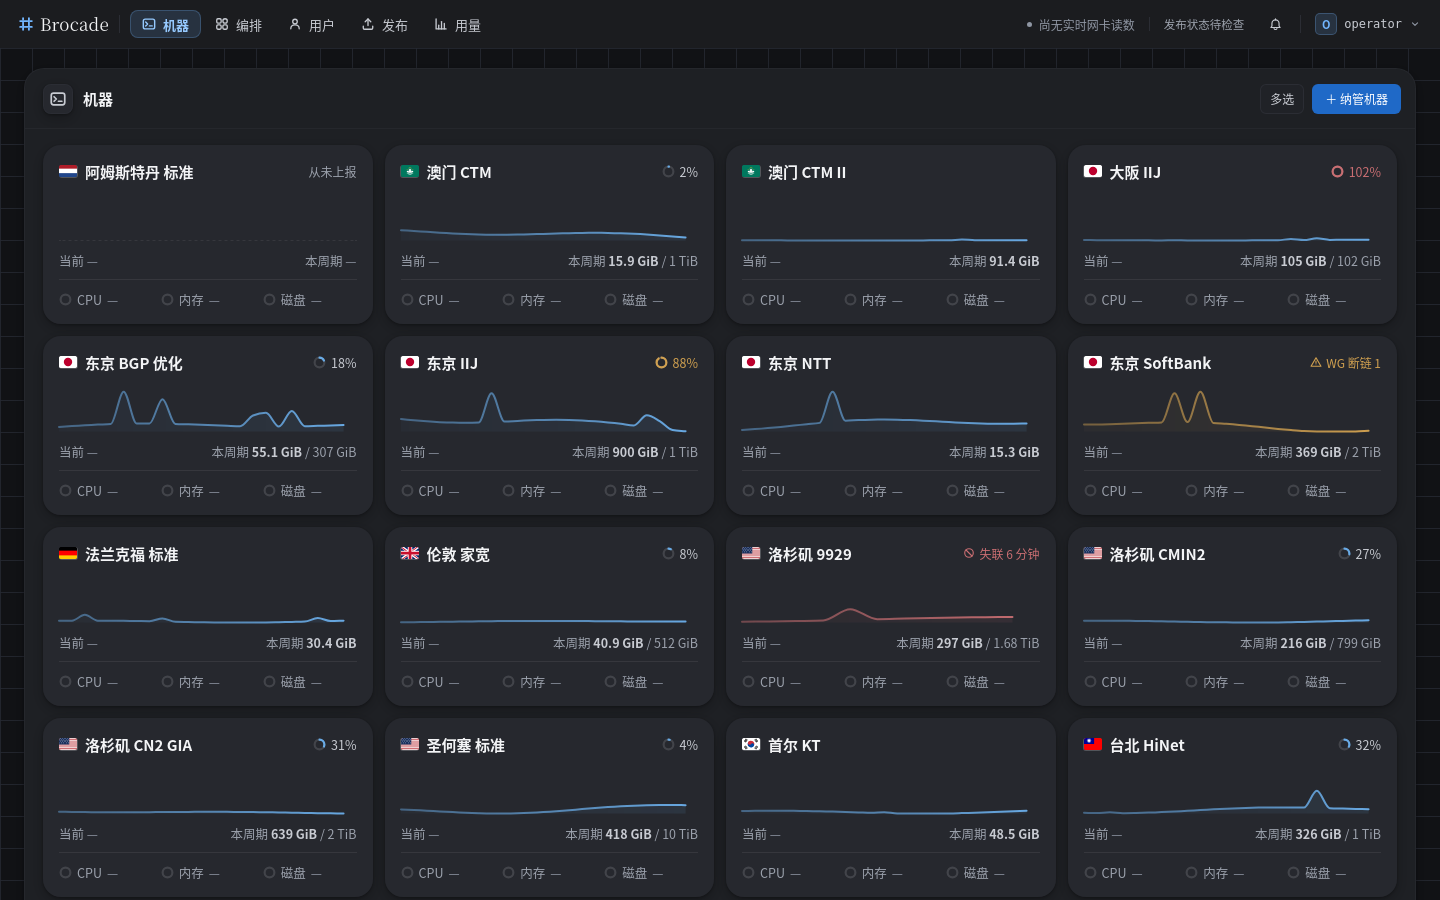 Brocade
机器
编排
用户
发布
用量
尚无实时网卡读数
发布状态待检查
O
operator
机器
多选
+ 纳管机器
阿姆斯特丹 标准
从未上报
当前 —
本周期 —
CPU — 内存 — 磁盘 —
澳门 CTM
2%
当前 —
本周期 15.9 GiB / 1 TiB
CPU — 内存 — 磁盘 —
澳门 CTM II
当前 —
本周期 91.4 GiB
CPU — 内存 — 磁盘 —
大阪 IIJ
102%
当前 —
本周期 105 GiB / 102 GiB
CPU — 内存 — 磁盘 —
东京 BGP 优化
18%
当前 —
本周期 55.1 GiB / 307 GiB
CPU — 内存 — 磁盘 —
东京 IIJ
88%
当前 —
本周期 900 GiB / 1 TiB
CPU — 内存 — 磁盘 —
东京 NTT
当前 —
本周期 15.3 GiB
CPU — 内存 — 磁盘 —
东京 SoftBank
WG 断链 1
当前 —
本周期 369 GiB / 2 TiB
CPU — 内存 — 磁盘 —
法兰克福 标准
当前 —
本周期 30.4 GiB
CPU — 内存 — 磁盘 —
伦敦 家宽
8%
当前 —
本周期 40.9 GiB / 512 GiB
CPU — 内存 — 磁盘 —
洛杉矶 9929
失联 6 分钟
当前 —
本周期 297 GiB / 1.68 TiB
CPU — 内存 — 磁盘 —
洛杉矶 CMIN2
27%
当前 —
本周期 216 GiB / 799 GiB
CPU — 内存 — 磁盘 —
洛杉矶 CN2 GIA
31%
当前 —
本周期 639 GiB / 2 TiB
CPU — 内存 — 磁盘 —
圣何塞 标准
4%
当前 —
本周期 418 GiB / 10 TiB
CPU — 内存 — 磁盘 —
首尔 KT
当前 —
本周期 48.5 GiB
CPU — 内存 — 磁盘 —
台北 HiNet
32%
当前 —
本周期 326 GiB / 1 TiB
CPU — 内存 — 磁盘 —